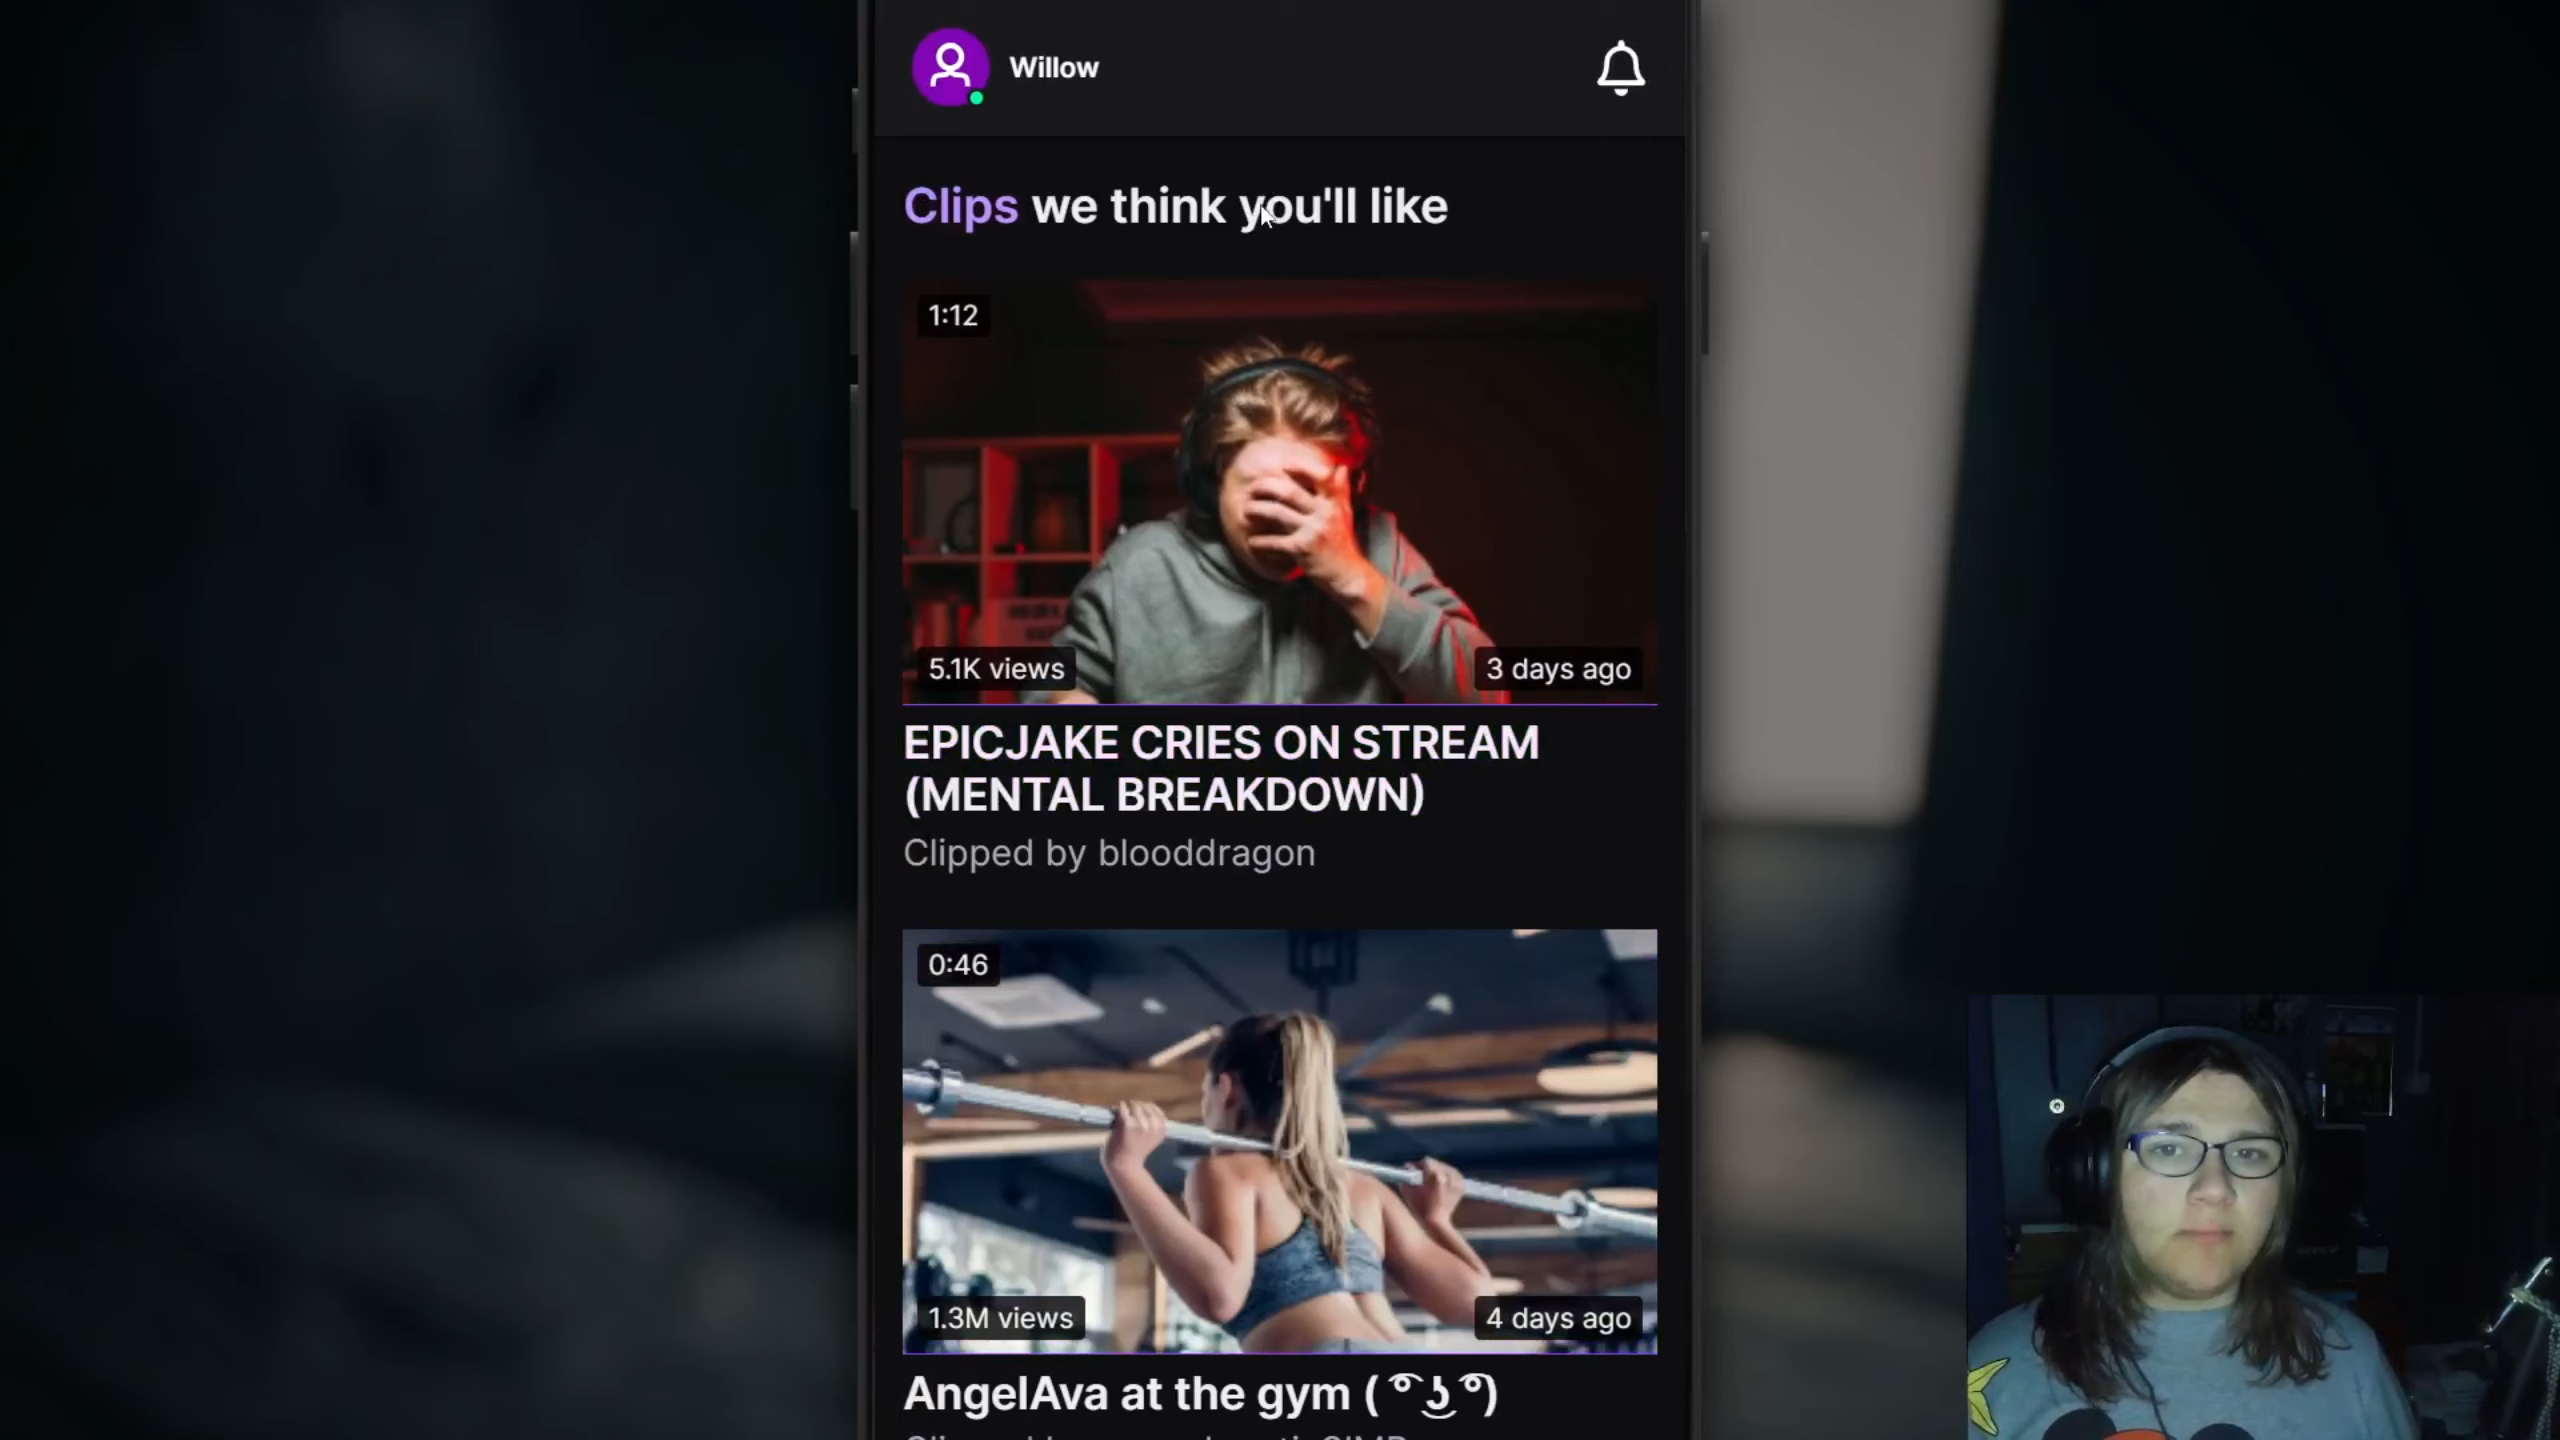 Willow
Clips we think you'll like
1:12
5.1K views
3 days ago
EPICJAKE CRIES ON STREAM
(MENTAL BREAKDOWN)
Clipped by blooddragon
0:46
1.3M views
4 days ago
AngelAva at the gym ( ͡° ͜ʖ ͡°)